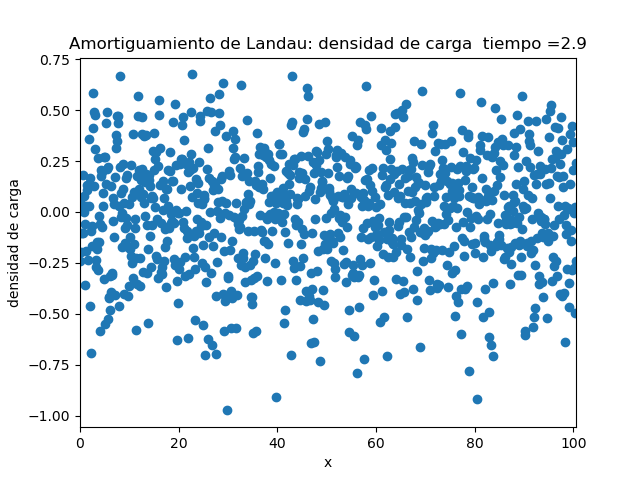 Amortiguamiento de Landau: densidad de carga  tiempo =2.9
densidad de carga
0.75
0.50
0.25
0.00
−0.25
−0.50
−0.75
−1.00
0 20 40 60 80 100
x